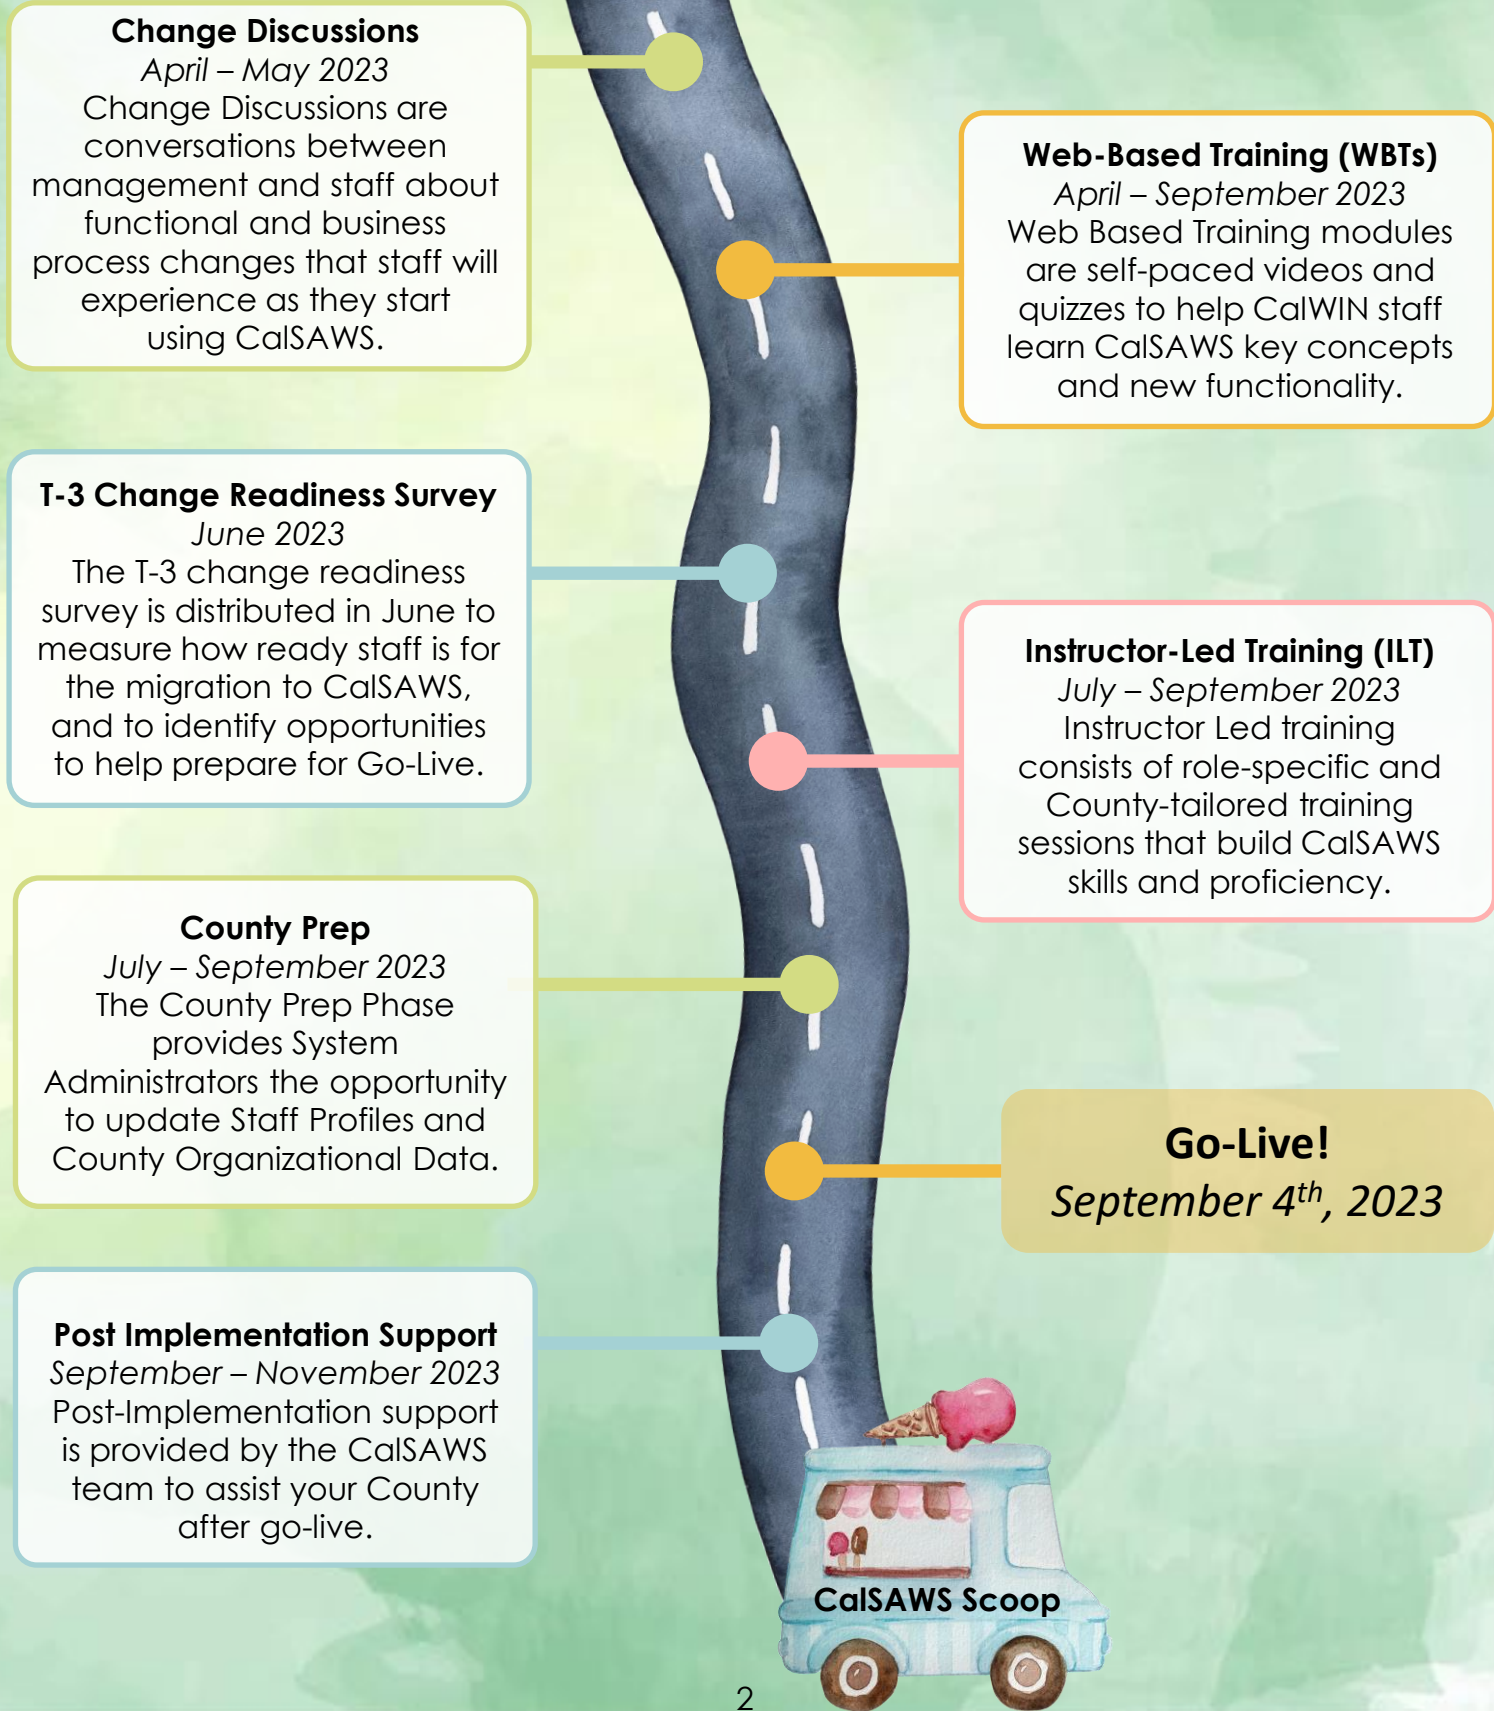 Change Discussions
April – May 2023
Change Discussions are
conversations between
management and staff about
functional and business
process changes that staff will
experience as they start
using CalSAWS.
Web-Based Training (WBTs)
April – September 2023
Web Based Training modules
are self-paced videos and
quizzes to help CalWIN staff
learn CalSAWS key concepts
and new functionality.
T-3 Change Readiness Survey
June 2023
The T-3 change readiness
survey is distributed in June to
measure how ready staff is for
the migration to CalSAWS,
and to identify opportunities
to help prepare for Go-Live.
Instructor-Led Training (ILT)
July – September 2023
Instructor Led training
consists of role-specific and
County-tailored training
sessions that build CalSAWS
skills and proficiency.
County Prep
July – September 2023
The County Prep Phase
provides System
Administrators the opportunity
to update Staff Profiles and
County Organizational Data.
Go-Live!
September 4th, 2023
Post Implementation Support
September – November 2023
Post-Implementation support
is provided by the CalSAWS
team to assist your County
after go-live.
CalSAWS Scoop
2